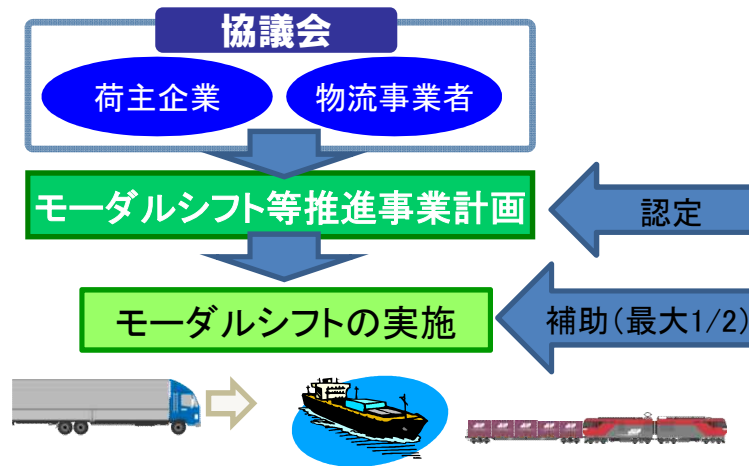 協議会
荷主企業
物流事業者
モーダルシフト等推進事業計画
認定
モーダルシフトの実施
補助(最大1/2)